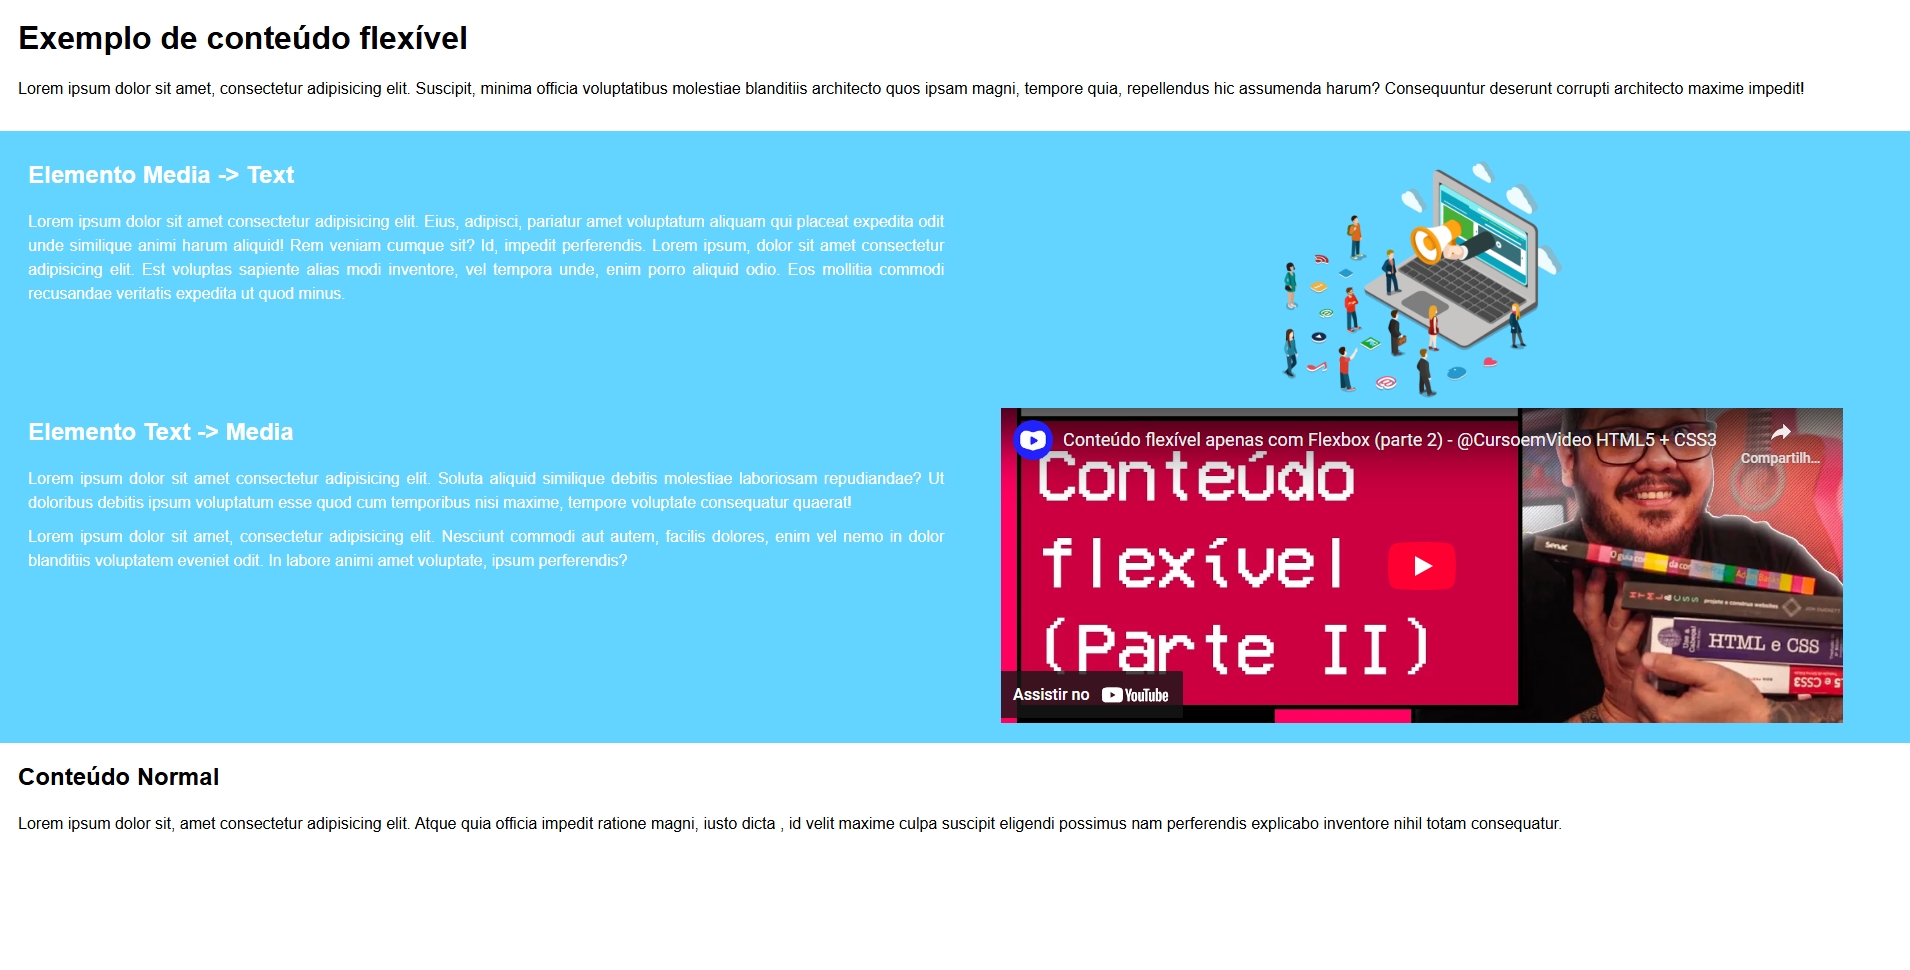 Exemplo de conteúdo flexível
Lorem ipsum dolor sit amet, consectetur adipisicing elit. Suscipit, minima officia voluptatibus molestiae blanditiis architecto quos ipsam magni, tempore quia, repellendus hic assumenda harum? Consequuntur deserunt corrupti architecto maxime impedit!
Elemento Media -> Text
Lorem ipsum dolor sit amet consectetur adipisicing elit. Eius, adipisci, pariatur amet voluptatum aliquam qui placeat expedita odit
unde similique animi harum aliquid! Rem veniam cumque sit? Id, impedit perferendis. Lorem ipsum, dolor sit amet consectetur
adipisicing elit. Est voluptas sapiente alias modi inventore, vel tempora unde, enim porro aliquid odio. Eos mollitia commodi
recusandae veritatis expedita ut quod minus.
Elemento Text -> Media
Lorem ipsum dolor sit amet consectetur adipisicing elit. Soluta aliquid similique debitis molestiae laboriosam repudiandae? Ut
doloribus debitis ipsum voluptatum esse quod cum temporibus nisi maxime, tempore voluptate consequatur quaerat!
Lorem ipsum dolor sit amet, consectetur adipisicing elit. Nesciunt commodi aut autem, facilis dolores, enim vel nemo in dolor
blanditiis voluptatem eveniet odit. In labore animi amet voluptate, ipsum perferendis?
Conteúdo flexível apenas com Flexbox (parte 2) - @CursoemVideo HTML5 + CSS3
Compartilh...
Conteúdo
flexível
(Parte II)
senac
O guia
HTML e CSS
Assistir no YouTube
Conteúdo Normal
Lorem ipsum dolor sit, amet consectetur adipisicing elit. Atque quia officia impedit ratione magni, iusto dicta , id velit maxime culpa suscipit eligendi possimus nam perferendis explicabo inventore nihil totam consequatur.